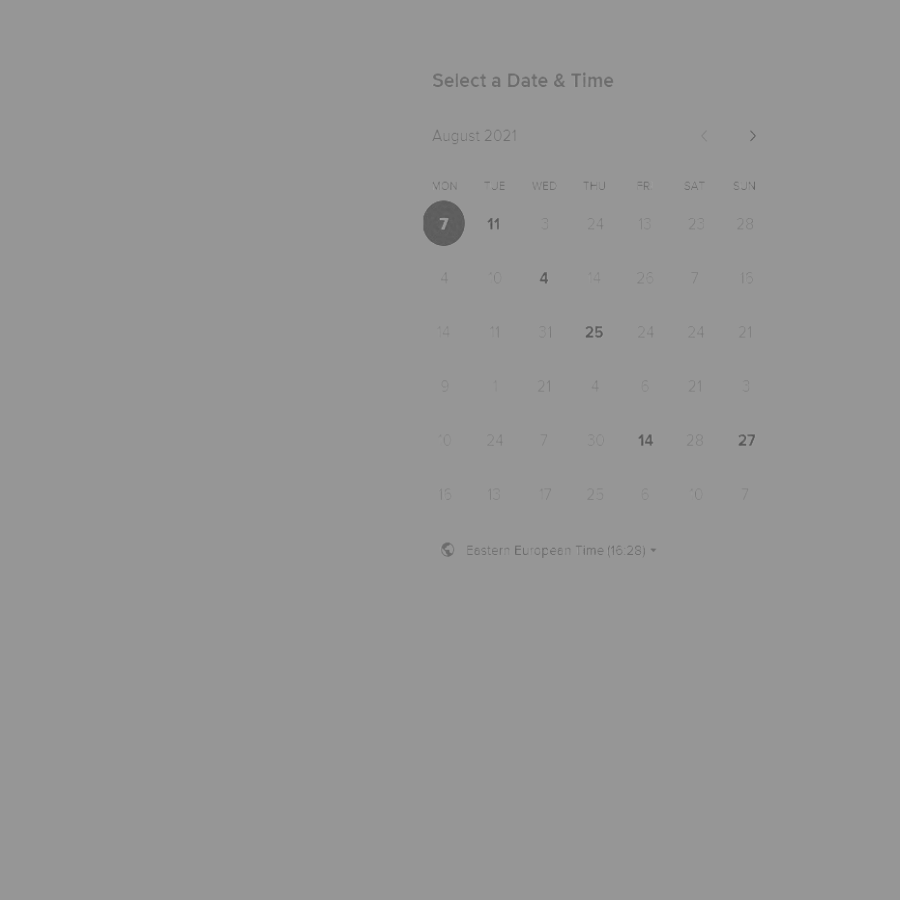 Select a Date & Time
August 2021
MON TUE WED THU FRI SAT SUN
7 11 3 24 13 23 28
4 10 4 14 26 7 16
14 11 31 25 24 24 21
9 1 21 4 6 21 3
10 24 7 30 14 28 27
16 13 17 25 6 10 7
Eastern European Time (16:28)